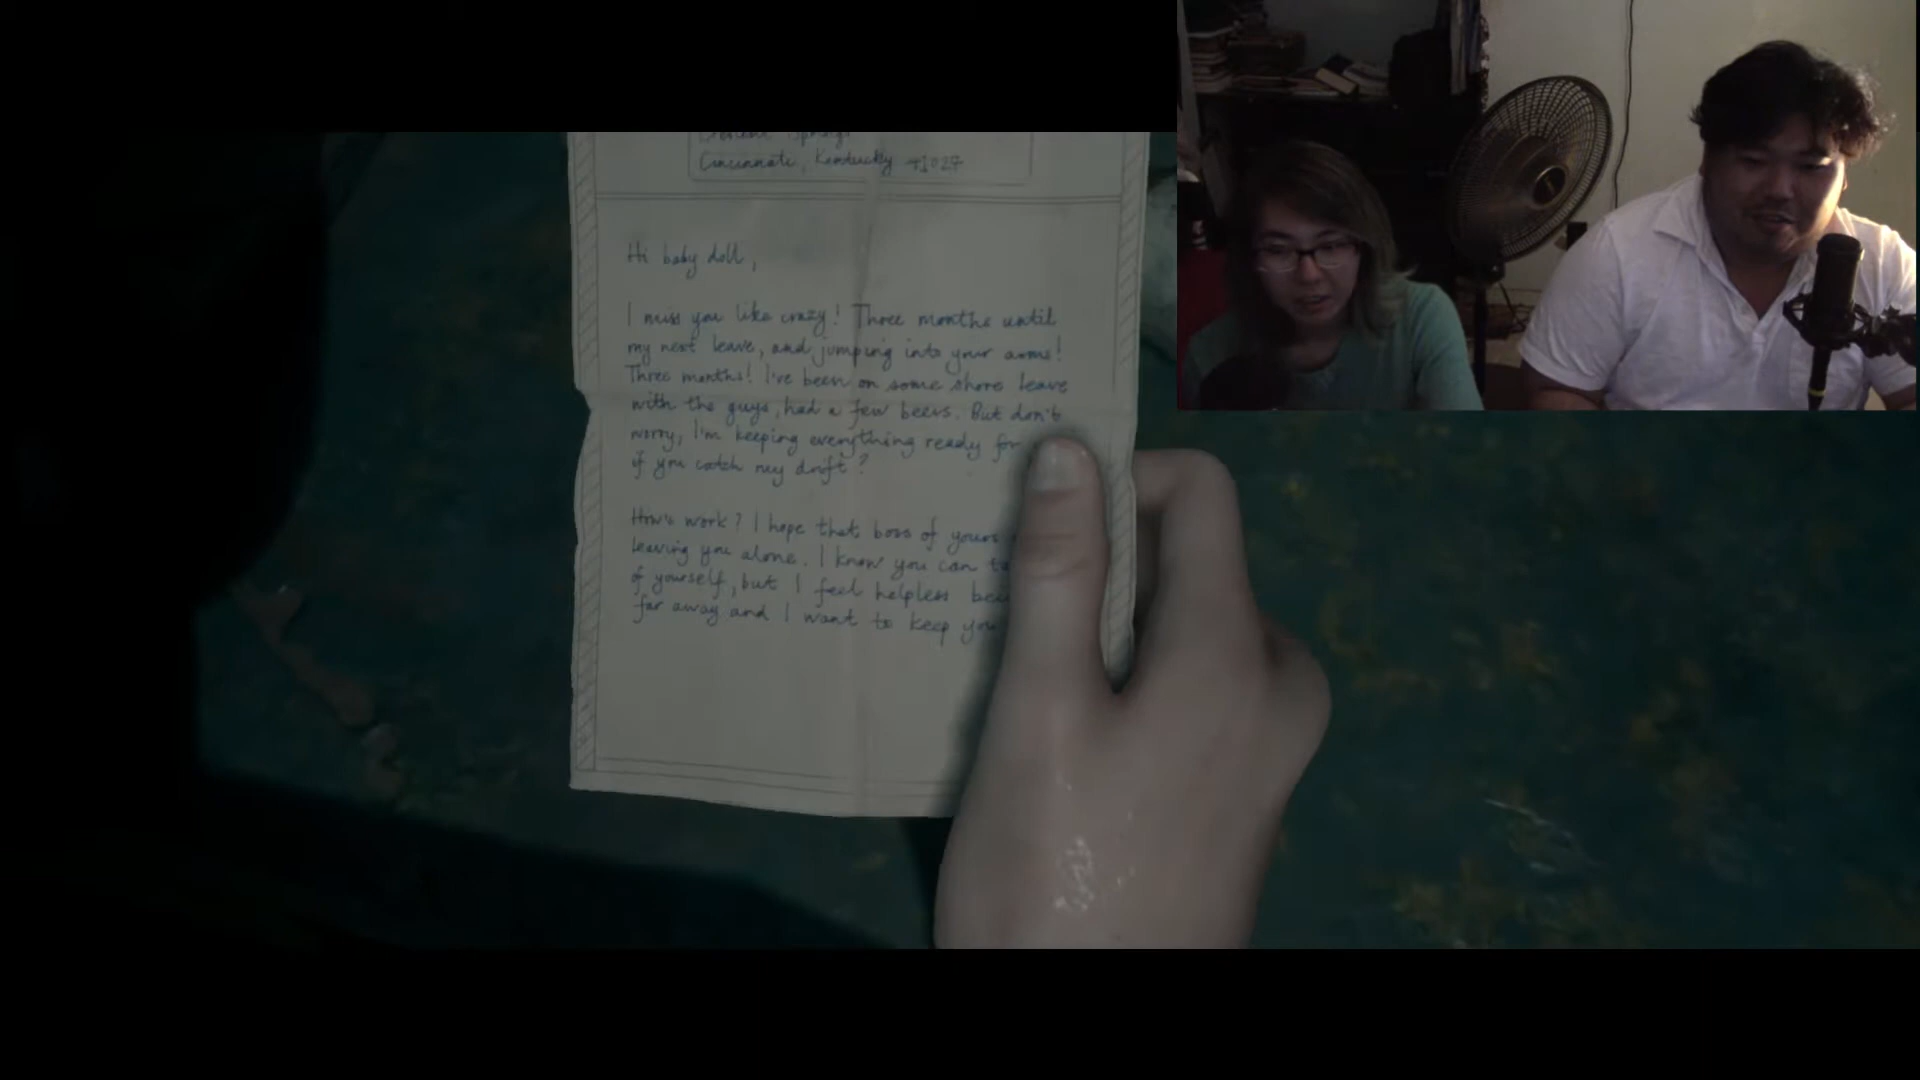 Crescent Springs
Cincinnati, Kentucky 41027
Hi baby doll,
I miss you like crazy! Three months until
my next leave, and jumping into your arms!
Three months! I've been on some shore leave
with the guys, had a few beers. But don't
worry, I'm keeping everything ready for
if you catch my drift?
How's work? I hope that boss of yours
leaving you alone. I know you can
of yourself, but I feel helpless
far away and I want to keep you